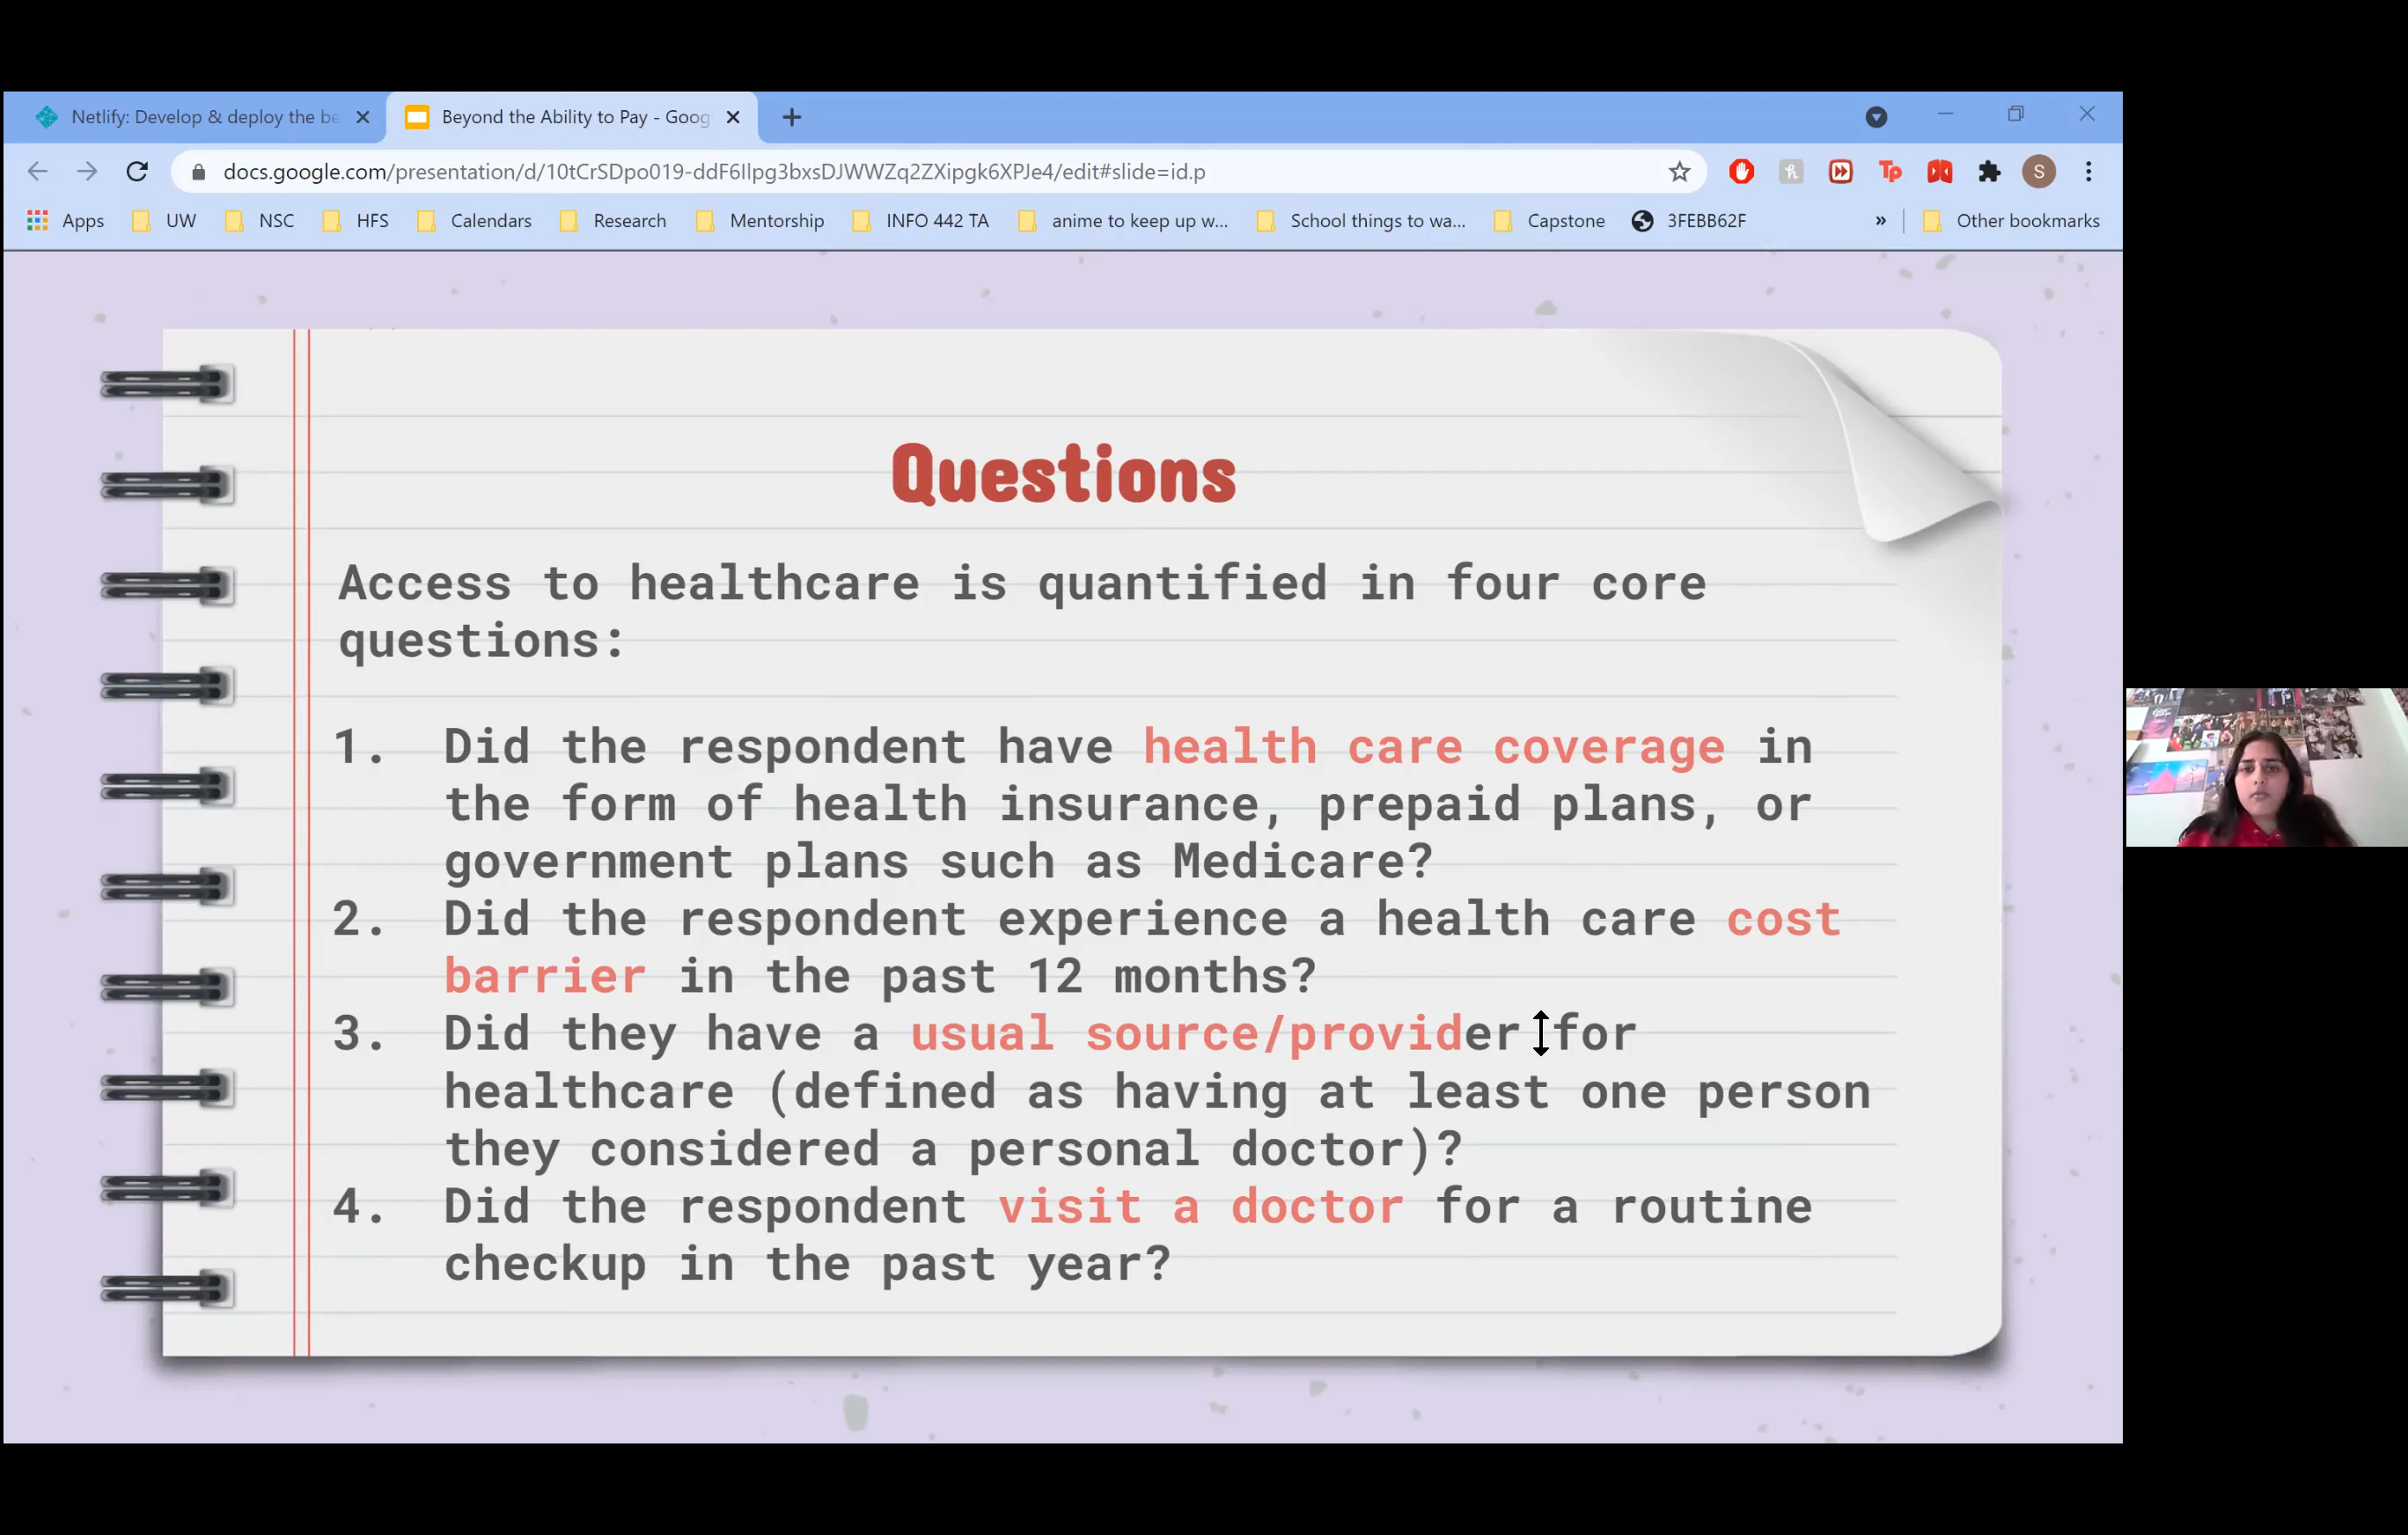 Netlify: Develop & deploy the be
Beyond the Ability to Pay - Goog
docs.google.com/presentation/d/10tCrSDpo019-ddF6IIpg3bxsDJWWZq2ZXipgk6XPJe4/edit#slide=id.p
Tp
S
Apps UW NSC HFS Calendars Research Mentorship INFO 442 TA anime to keep up w... School things to wa... Capstone 3FEBB62F » Other bookmarks
Questions
Access to healthcare is quantified in four core
questions:
1. Did the respondent have health care coverage in
the form of health insurance, prepaid plans, or
government plans such as Medicare?
2. Did the respondent experience a health care cost
barrier in the past 12 months?
3. Did they have a usual source/provider for
healthcare (defined as having at least one person
they considered a personal doctor)?
4. Did the respondent visit a doctor for a routine
checkup in the past year?